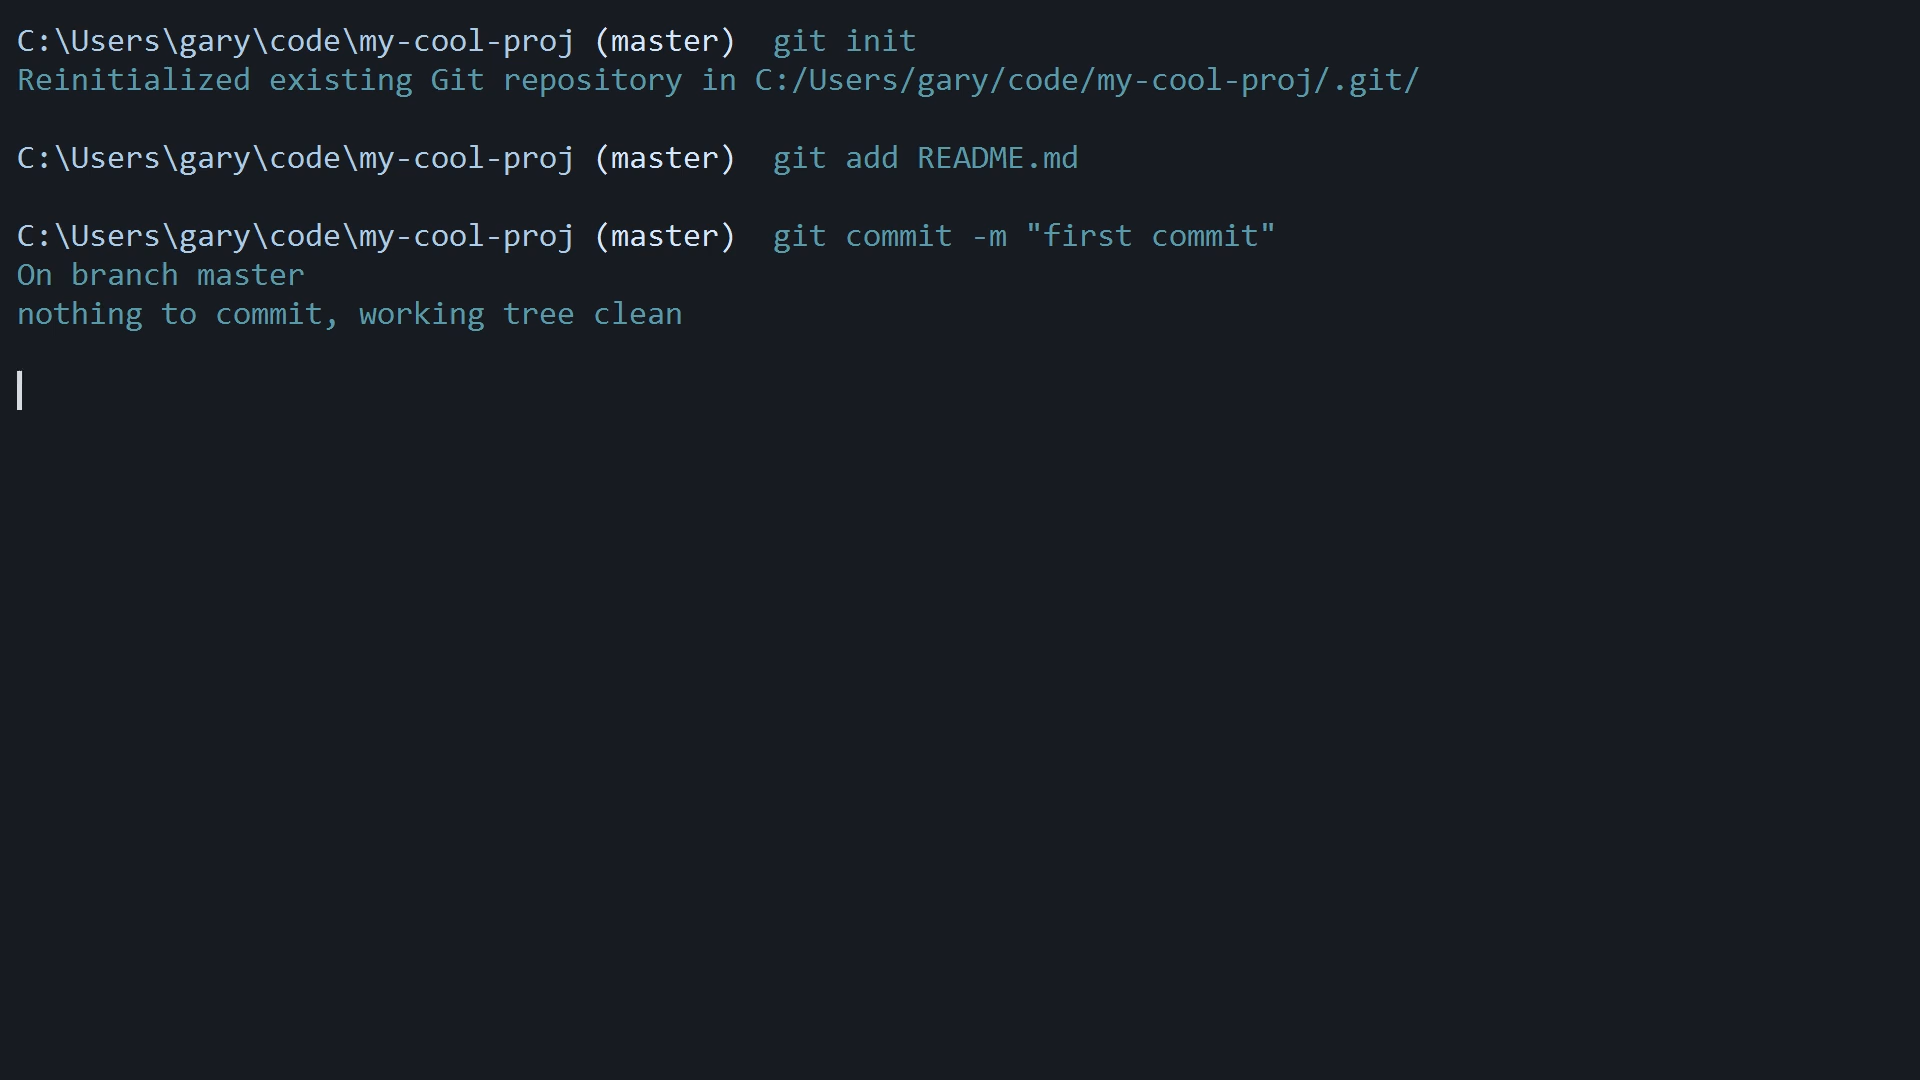 C:\Users\gary\code\my-cool-proj (master)  git init
Reinitialized existing Git repository in C:/Users/gary/code/my-cool-proj/.git/
C:\Users\gary\code\my-cool-proj (master)  git add README.md
C:\Users\gary\code\my-cool-proj (master)  git commit -m "first commit"
On branch master
nothing to commit, working tree clean